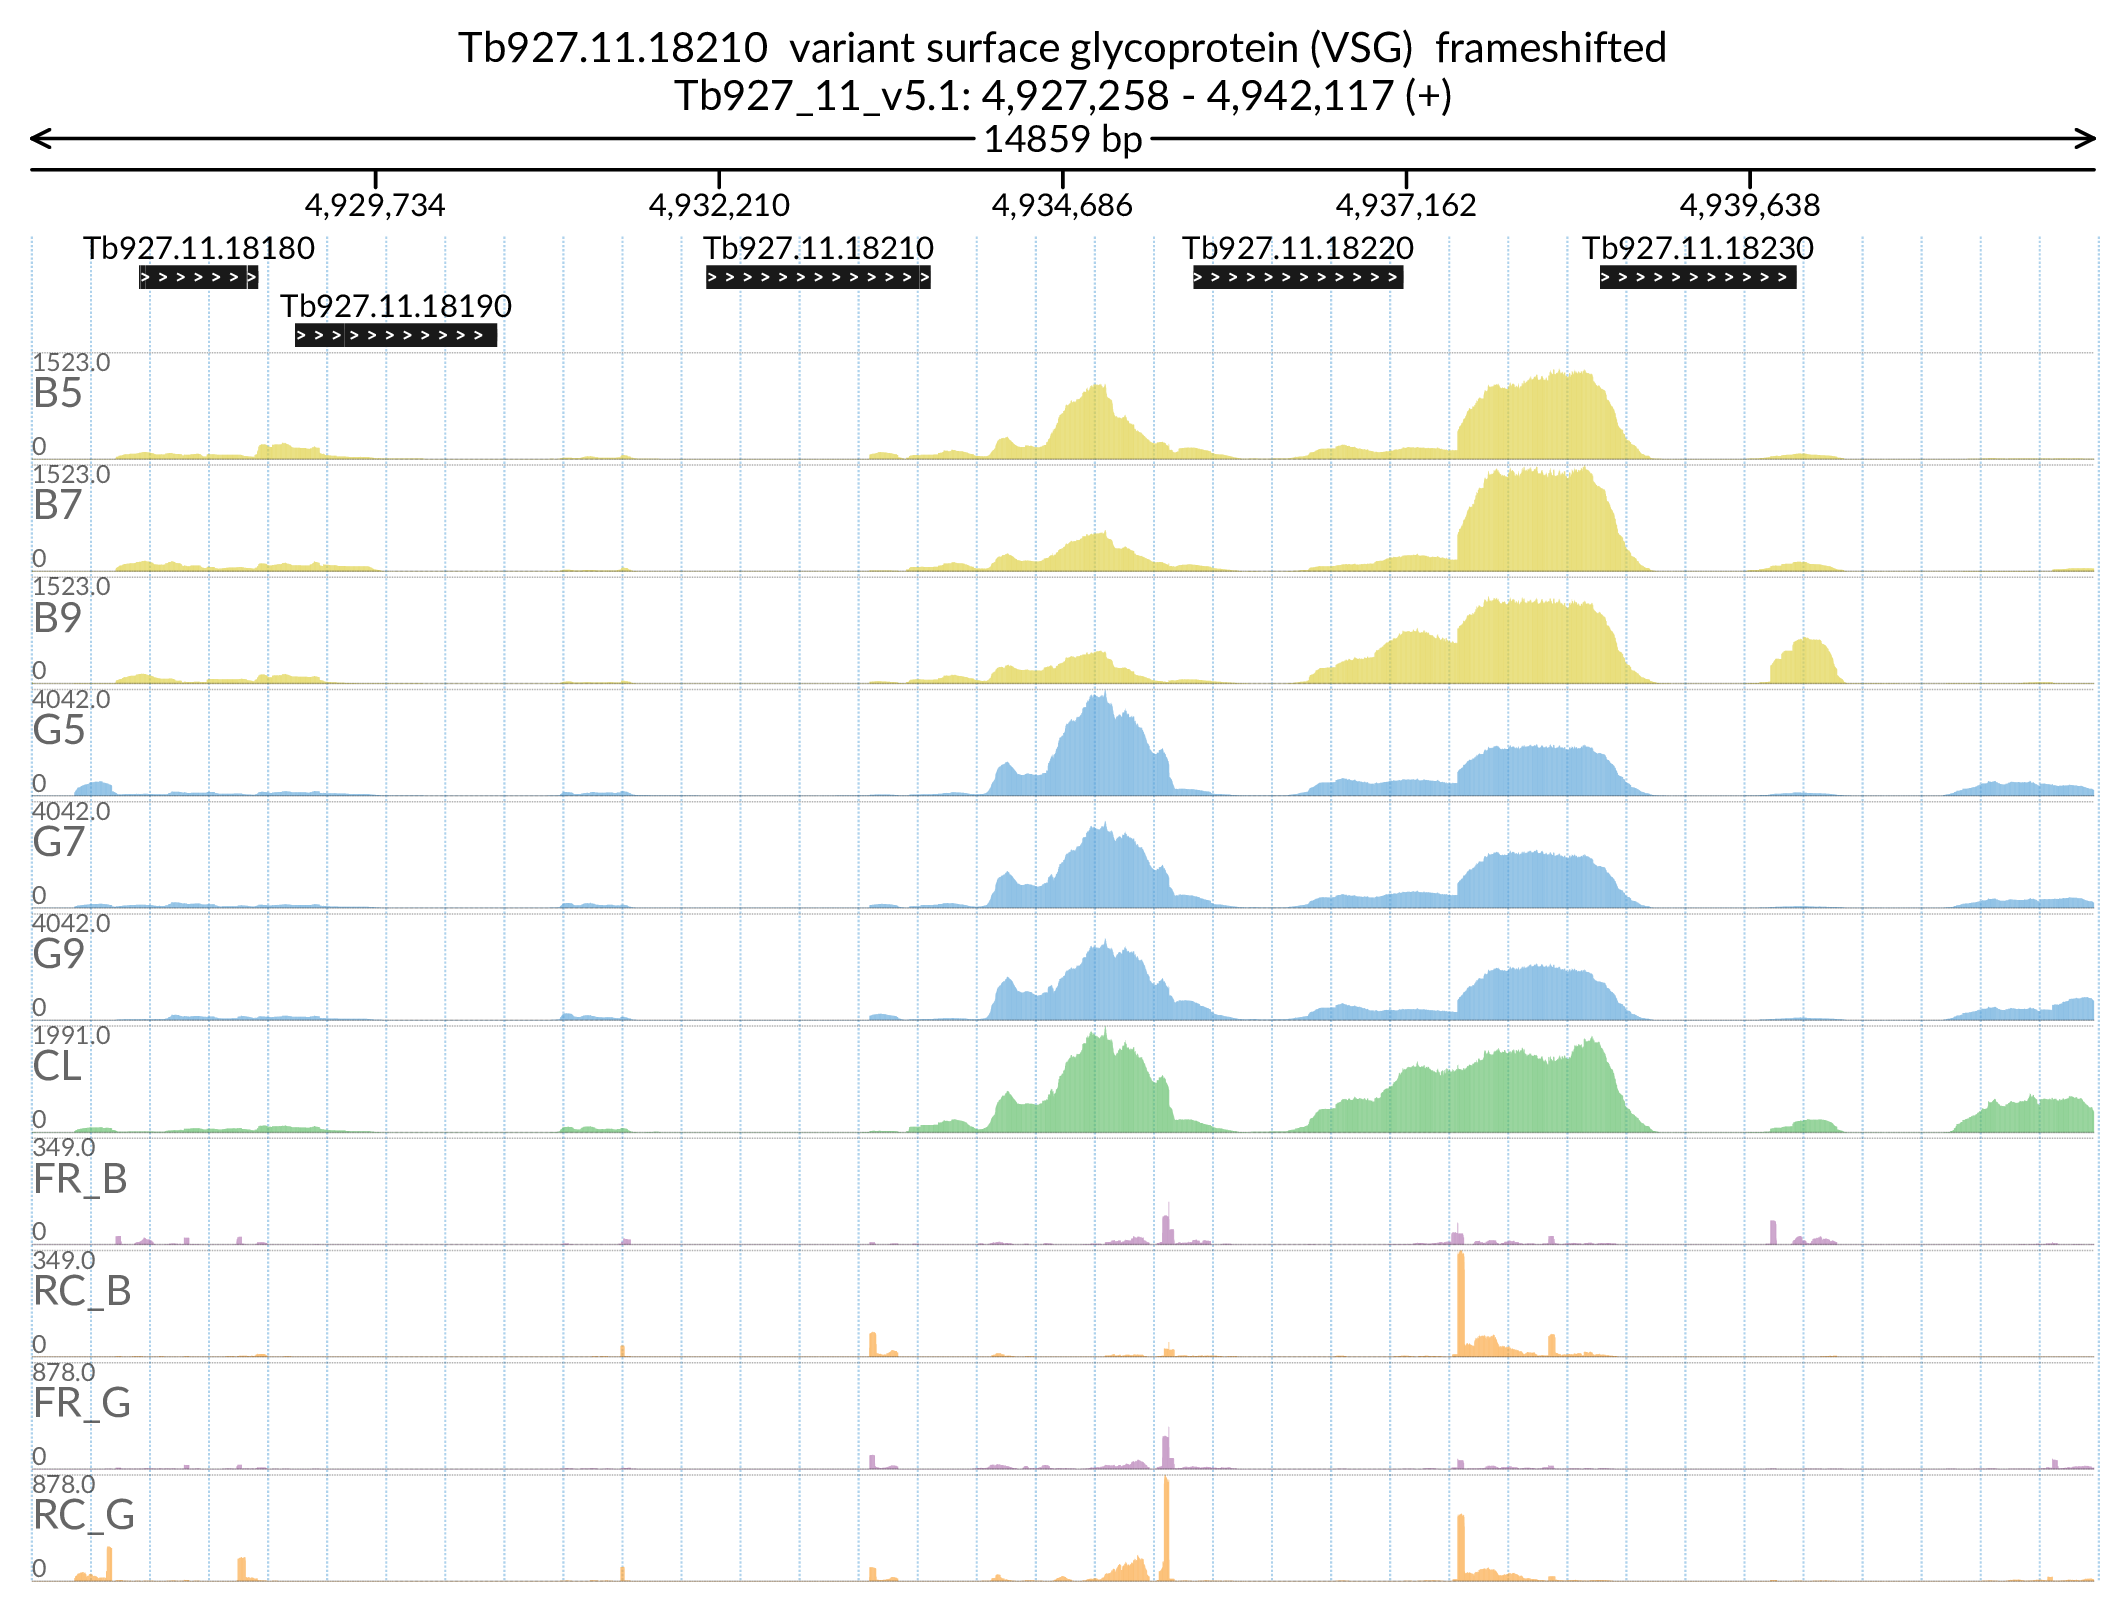 Tb927.11.18210  variant surface glycoprotein (VSG)  frameshifted
Tb927_11_v5.1: 4,927,258 - 4,942,117 (+)
14859 bp
4,929,734 4,932,210 4,934,686 4,937,162 4,939,638
Tb927.11.18180 Tb927.11.18210 Tb927.11.18220 Tb927.11.18230
Tb927.11.18190
1523.0
B5
0
1523.0
B7
0
1523.0
B9
0
4042.0
G5
0
4042.0
G7
0
4042.0
G9
0
1991.0
CL
0
349.0
FR_B
0
349.0
RC_B
0
878.0
FR_G
0
878.0
RC_G
0